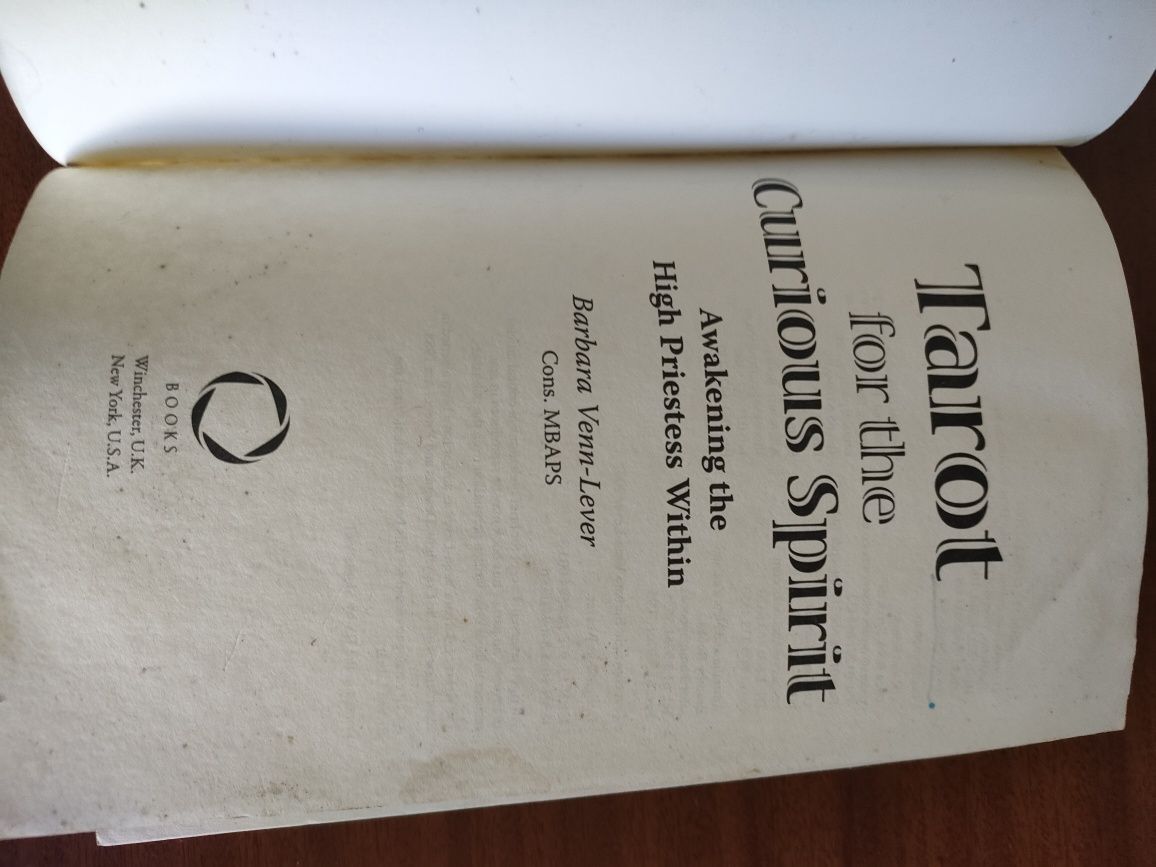 Tarot
for the
Curious Spirit
Awakening the
High Priestess Within
Barbara Venn-Lever
Cons. MBAPS
BOOKS
Winchester, U.K.
New York, U.S.A.